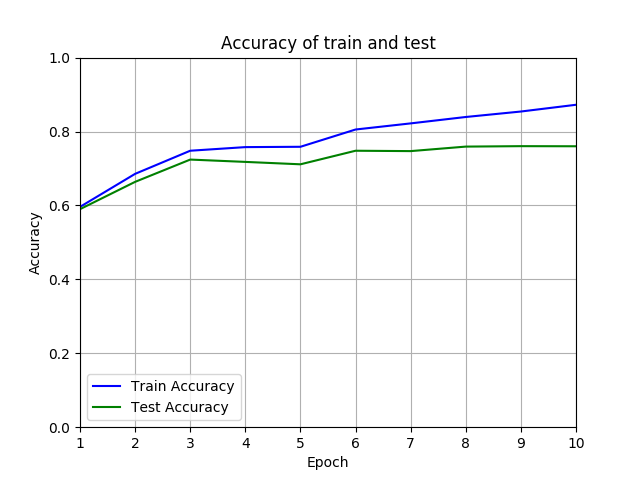 Accuracy of train and test
1.0
0.8
0.6
0.4
0.2
0.0
Accuracy
Train Accuracy
Test Accuracy
1 2 3 4 5 6 7 8 9 10
Epoch